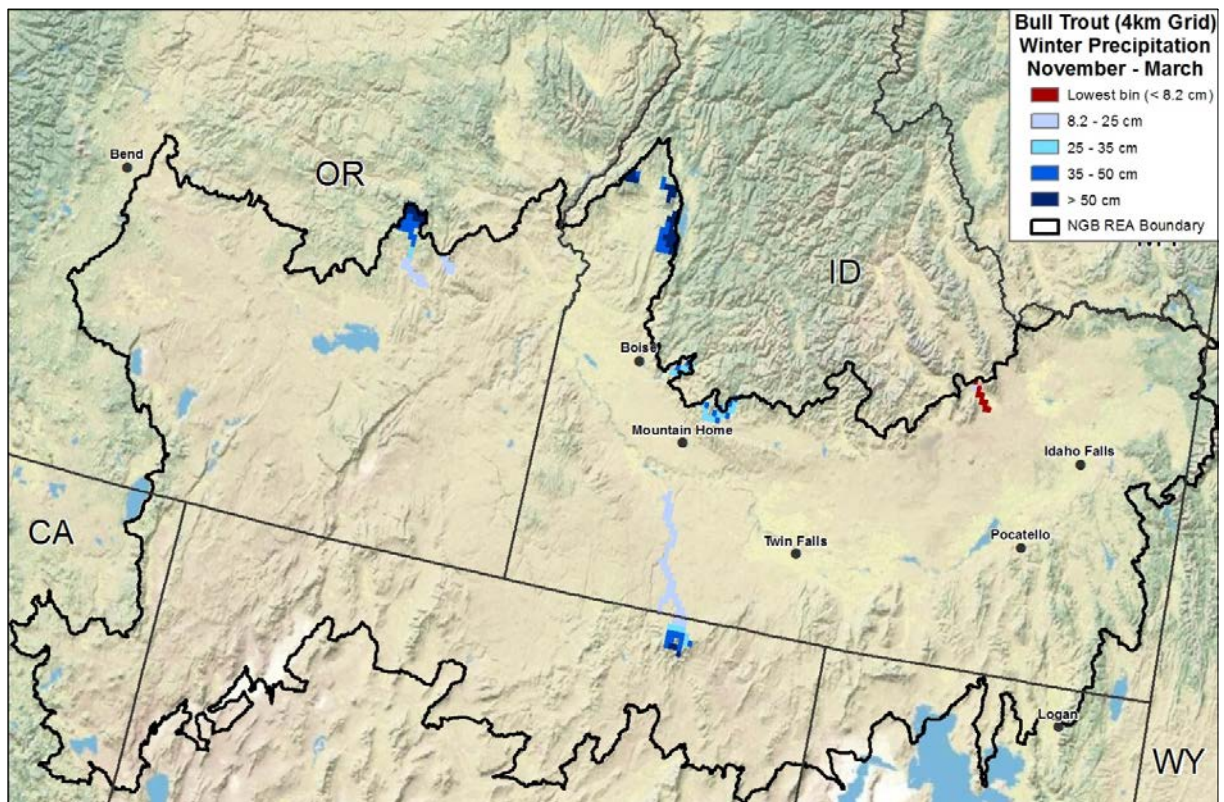 Bull Trout (4km Grid)
Winter Precipitation
November - March
Lowest bin (< 8.2 cm)
8.2 - 25 cm
25 - 35 cm
35 - 50 cm
> 50 cm
NGB REA Boundary
Bend
OR
ID
Boise
Mountain Home
Idaho Falls
CA
Twin Falls
Pocatello
Logan
WY